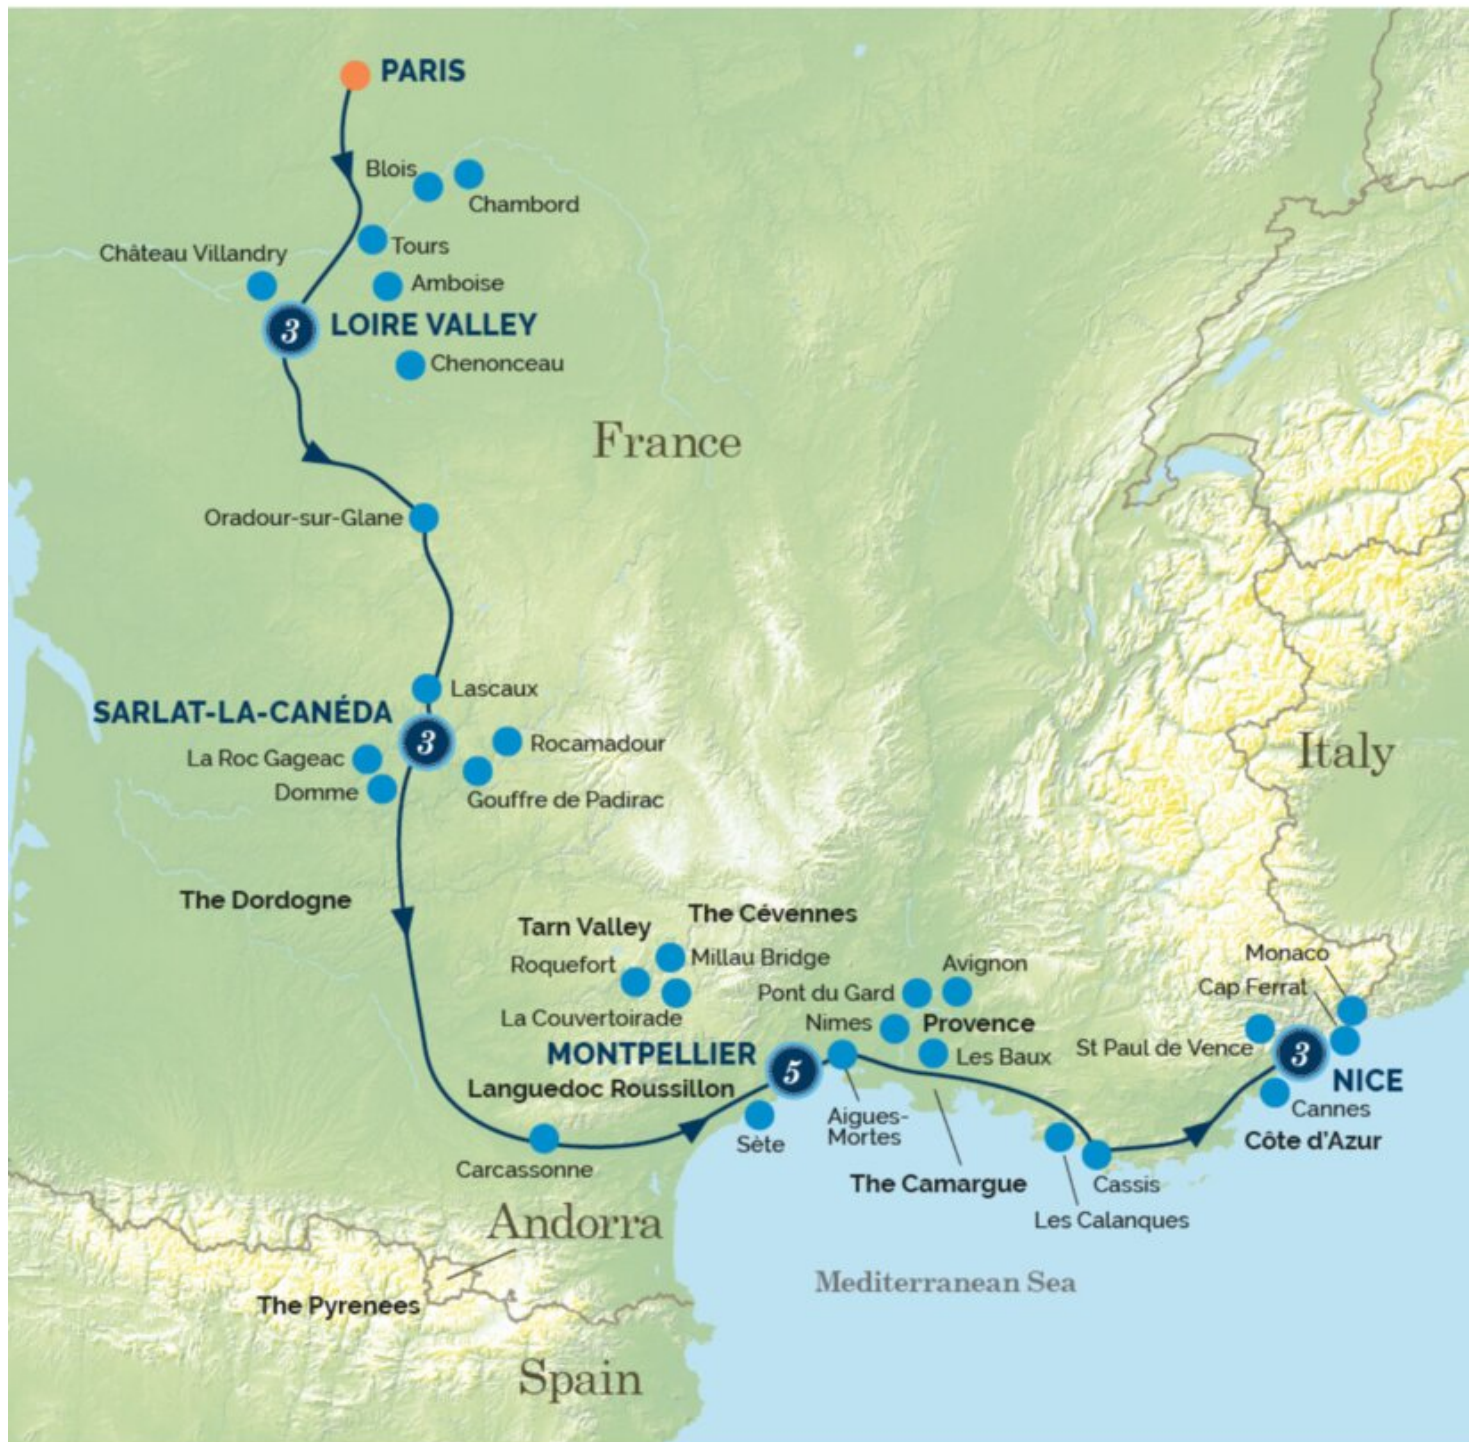 PARIS
Blois
Chambord
Tours
Château Villandry
Amboise
3
LOIRE VALLEY
Chenonceau
France
Oradour-sur-Glane
Lascaux
SARLAT-LA-CANÉDA
3
Rocamadour
La Roc Gageac
Domme
Gouffre de Padirac
Italy
The Dordogne
The Cévennes
Tarn Valley
Millau Bridge
Roquefort
La Couvertoirade
Avignon
Pont du Gard
Nimes
Provence
Les Baux
Monaco
Cap Ferrat
St Paul de Vence
3
NICE
Cannes
Côte d'Azur
MONTPELLIER
5
Languedoc Roussillon
Aigues-
Mortes
Sète
Carcassonne
The Camargue
Cassis
Les Calanques
Andorra
Mediterranean Sea
The Pyrenees
Spain